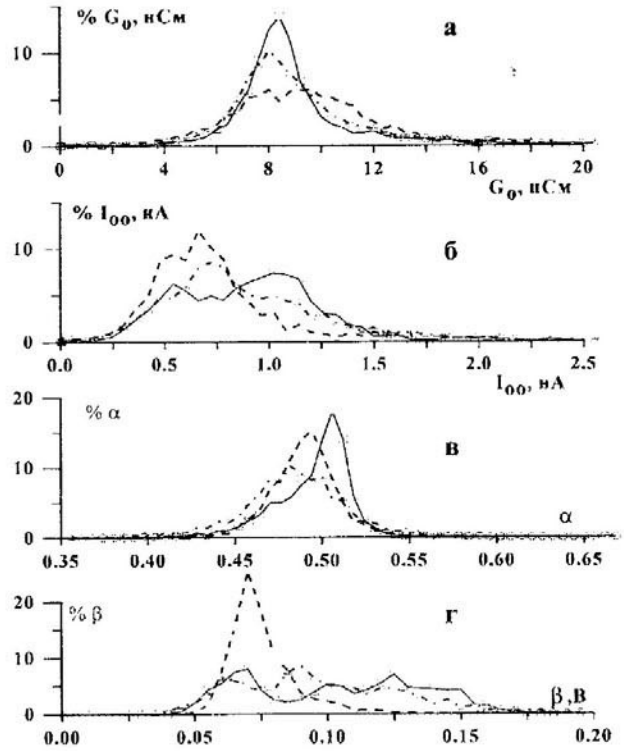 % G₀, нСм
а
10
5
0
0 4 8 12 16 20
G₀, нСм
% I₀₀, нА
б
10
0
0.0 0.5 1.0 1.5 2.0 2.5
I₀₀, нА
20
% α
в
10
0
α
0.35 0.40 0.45 0.50 0.55 0.60 0.65
20
% β
г
10
0
β,В
0.00 0.05 0.10 0.15 0.20